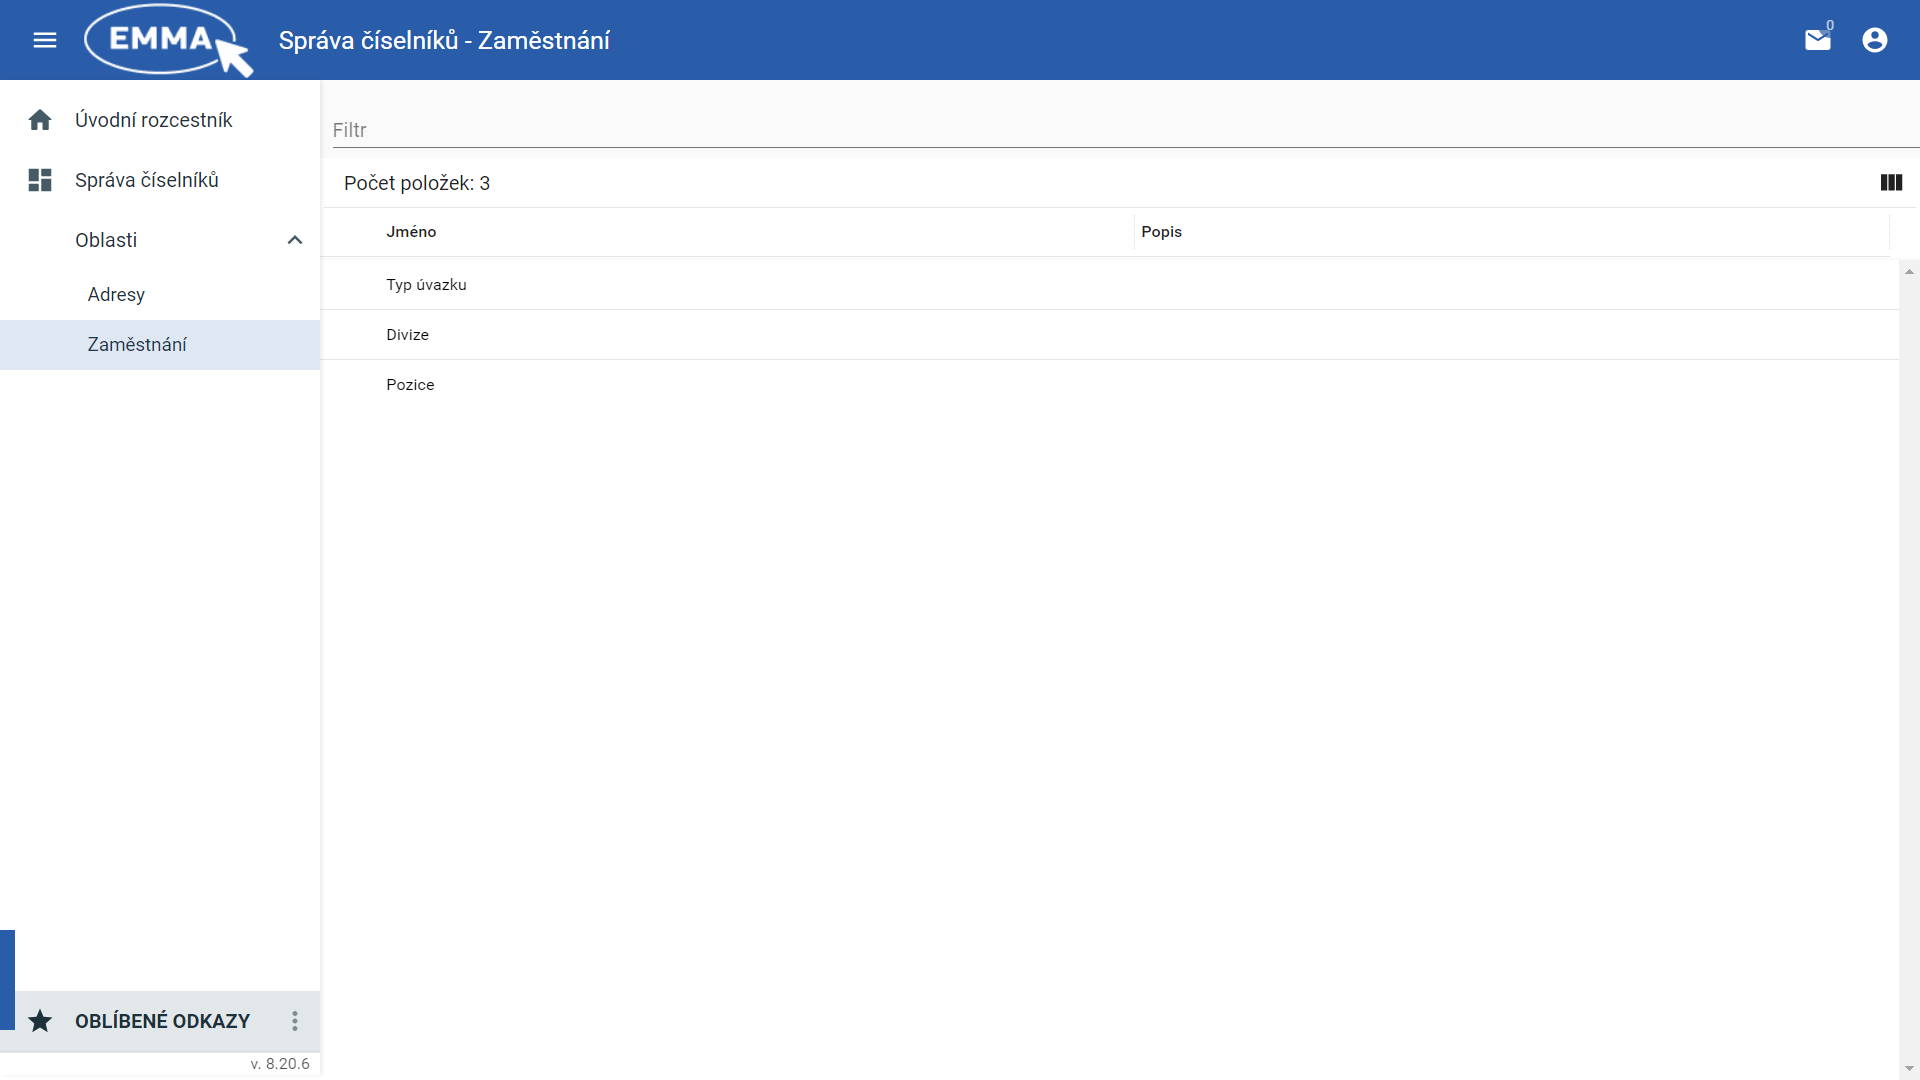 EMMA
Správa číselníků - Zaměstnání
0
Úvodní rozcestník
Správa číselníků
Oblasti
Adresy
Zaměstnání
OBLÍBENÉ ODKAZY
v. 8.20.6
Filtr
Počet položek: 3
Jméno Popis
Typ úvazku
Divize
Pozice